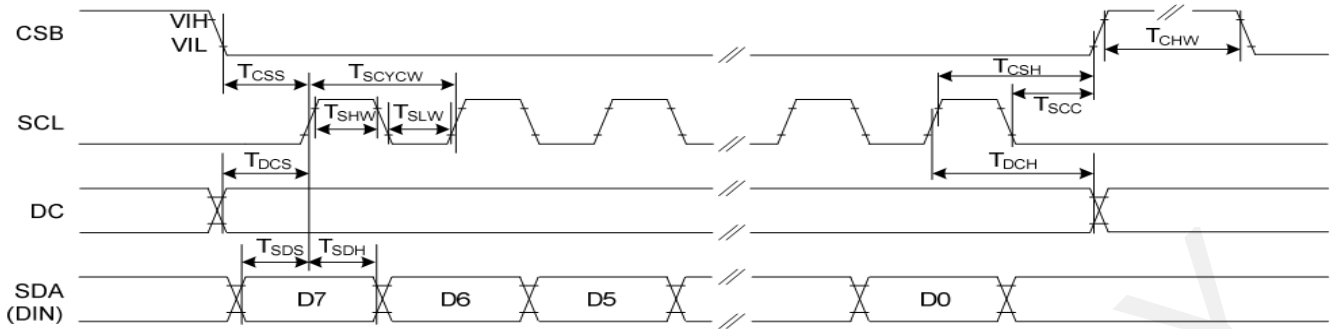 CSB
VIH
VIL
TCHW
TCSS
TSCYCW
TCSH
TSHW
TSLW
TSCC
SCL
TDCS
TDCH
DC
TSDS
TSDH
SDA
(DIN)
D7
D6
D5
D0